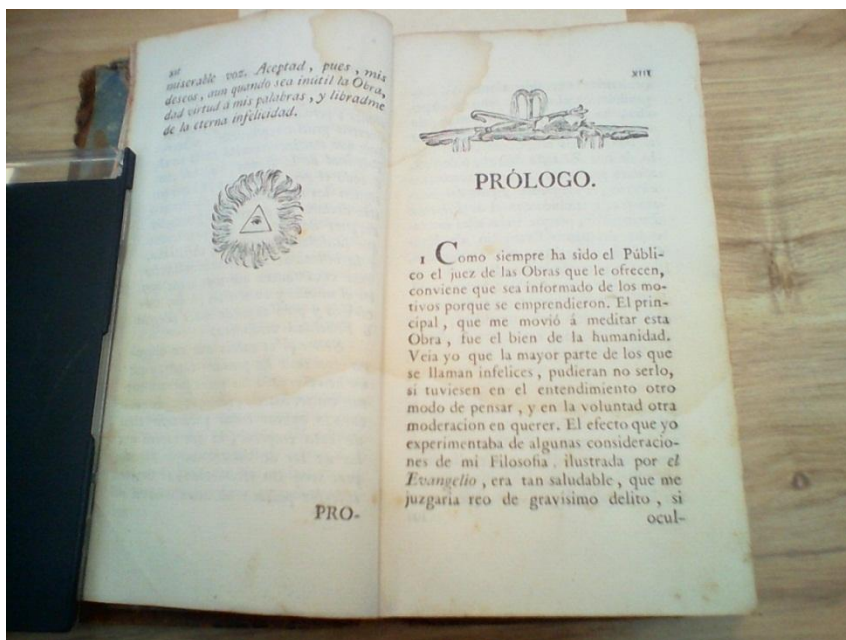 XII
miserable voz. Aceptad, pues, mis
deseos, aun quando sea inútil la Obra,
dad virtud á mis palabras, y libradme
de la eterna infelicidad.
PRO-
XIII
PRÓLOGO.
1 Como siempre ha sido el Públi-
co el juez de las Obras que le ofrecen,
conviene que sea informado de los mo-
tivos porque se emprendieron. El prin-
cipal, que me movió á meditar esta
Obra, fue el bien de la humanidad.
Veia yo que la mayor parte de los que
se llaman infelices, pudieran no serlo,
si tuviesen en el entendimiento otro
modo de pensar, y en la voluntad otra
moderacion en querer. El efecto que yo
experimentaba de algunas consideracio-
nes de mi Filosofia, ilustrada por el
Evangelio, era tan saludable, que me
juzgaria reo de gravisimo delito, si
ocul-